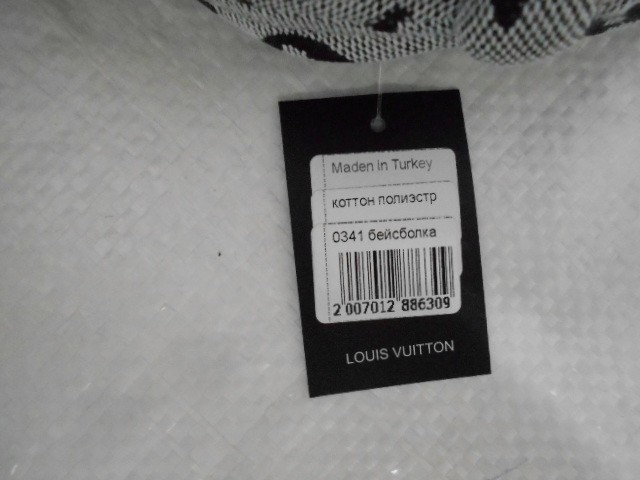 Maden in Turkey
коттон полиэстр
0341 бейсболка
2 007012 886309
LOUIS VUITTON